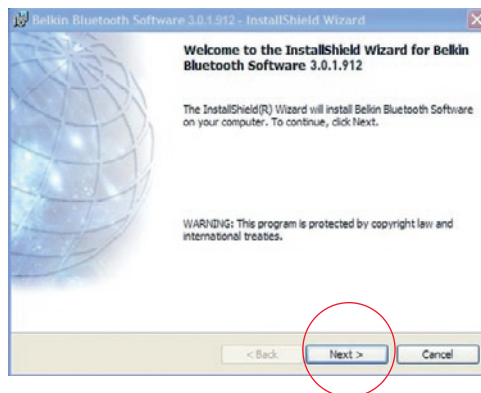 Belkin Bluetooth Software 3.0.1.912 - InstallShield Wizard
Welcome to the InstallShield Wizard for Belkin
Bluetooth Software 3.0.1.912
The InstallShield(R) Wizard will install Belkin Bluetooth Software
on your computer. To continue, click Next.
WARNING: This program is protected by copyright law and
international treaties.
< Back
Next >
Cancel